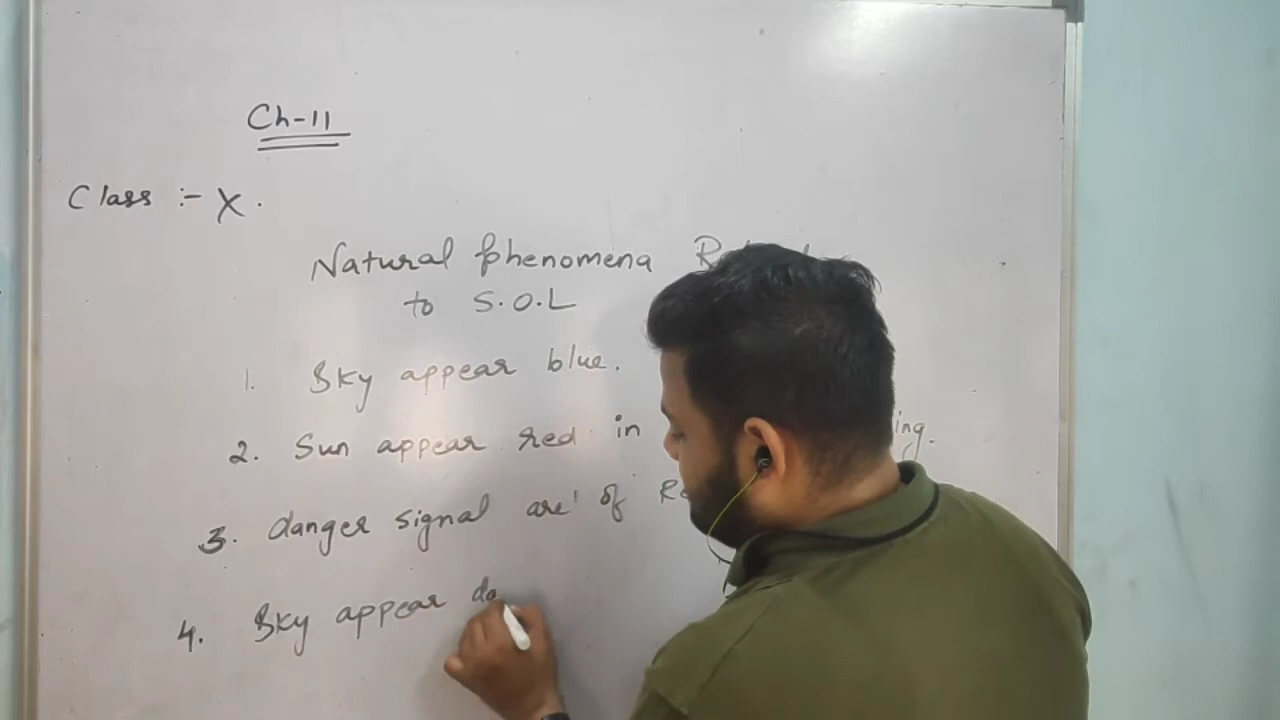 Ch-11
Class :- X.
Natural phenomena
to S.O.L
1. Sky appear blue.
2. Sun appear red in
3. danger signal are of
4. Sky appear da